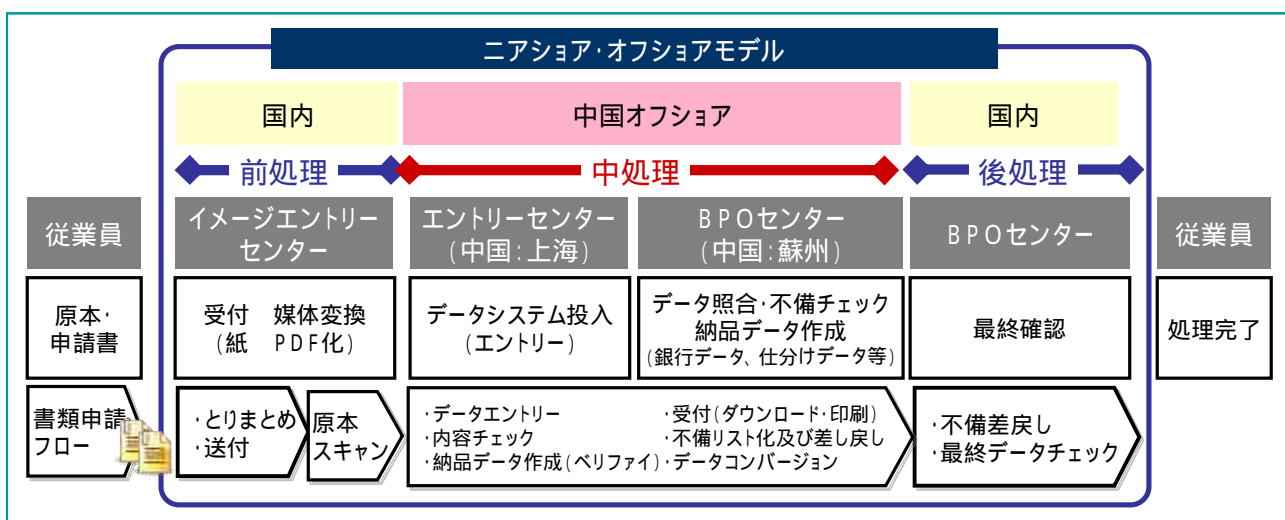 ニアショア・オフショアモデル
国内
中国オフショア
国内
前処理
中処理
後処理
従業員
イメージエントリー
センター
エントリーセンター
(中国:上海)
BPOセンター
(中国:蘇州)
BPOセンター
従業員
原本・
申請書
受付 媒体変換
(紙 PDF化)
データシステム投入
(エントリー)
データ照合・不備チェック
納品データ作成
(銀行データ、仕分けデータ等)
最終確認
処理完了
書類申請
フロー
・とりまとめ
・送付
原本
スキャン
・データエントリー
・内容チェック
・納品データ作成(ベリファイ)
・受付(ダウンロード・印刷)
・不備リスト化及び差し戻し
・データコンバージョン
・不備差戻し
・最終データチェック